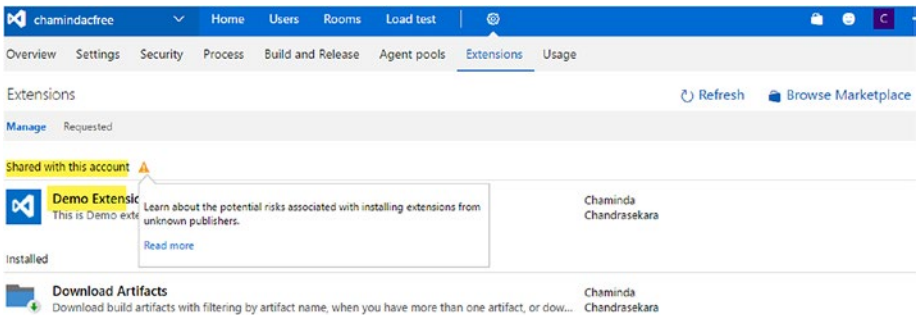 chamindacfree Home Users Rooms Load test C
Overview Settings Security Process Build and Release Agent pools Extensions Usage
Extensions Refresh Browse Marketplace
Manage Requested
Shared with this account
Demo Extensio
This is Demo exte
Learn about the potential risks associated with installing extensions from
unknown publishers.
Read more
Chaminda
Chandrasekara
Installed
Download Artifacts
Download build artifacts with filtering by artifact name, when you have more than one artifact, or dow...
Chaminda
Chandrasekara